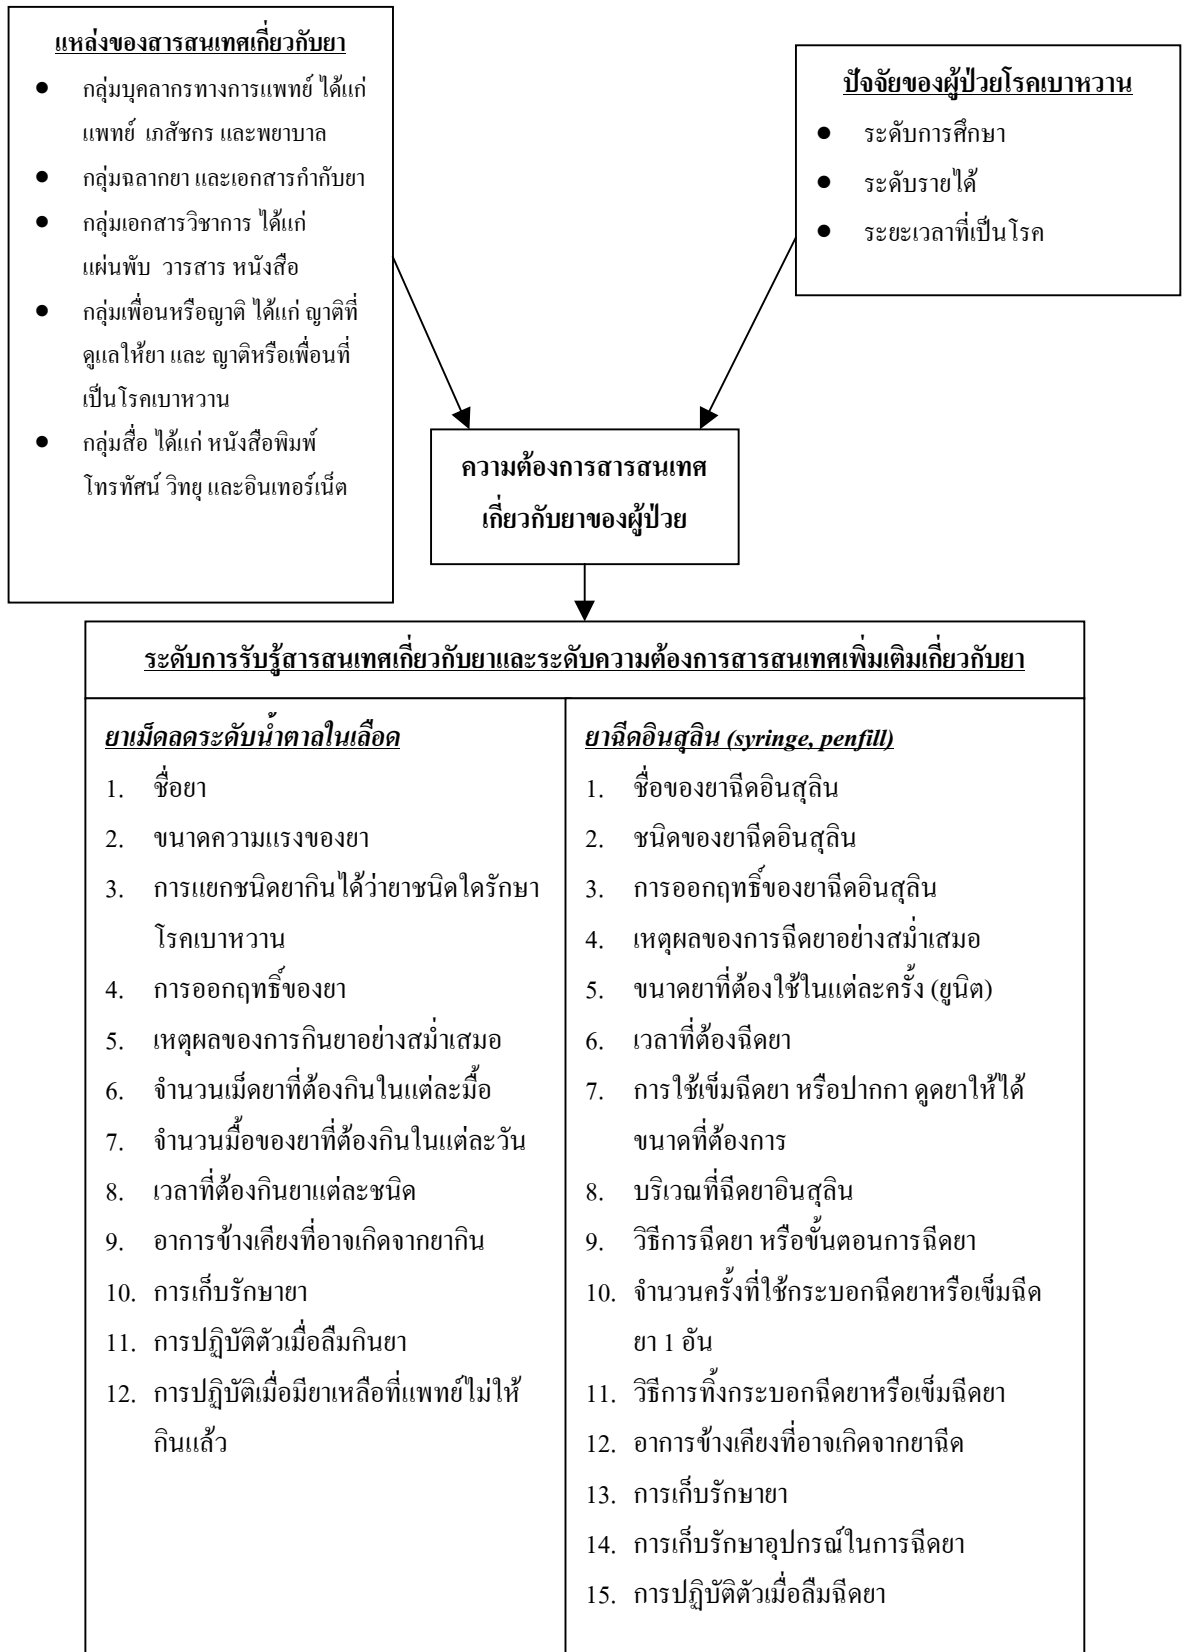 แหล่งของสารสนเทศเกี่ยวกับยา
● กลุ่มบุคลากรทางการแพทย์ ได้แก่
แพทย์ เภสัชกร และพยาบาล
● กลุ่มฉลากยา และเอกสารกำกับยา
● กลุ่มเอกสารวิชาการ ได้แก่
แผ่นพับ วารสาร หนังสือ
● กลุ่มเพื่อนหรือญาติ ได้แก่ ญาติที่
ดูแลให้ยา และ ญาติหรือเพื่อนที่
เป็นโรคเบาหวาน
● กลุ่มสื่อ ได้แก่ หนังสือพิมพ์
โทรทัศน์ วิทยุ และอินเทอร์เน็ต
ปัจจัยของผู้ป่วยโรคเบาหวาน
● ระดับการศึกษา
● ระดับรายได้
● ระยะเวลาที่เป็นโรค
ความต้องการสารสนเทศ
เกี่ยวกับยาของผู้ป่วย
ระดับการรับรู้สารสนเทศเกี่ยวกับยาและระดับความต้องการสารสนเทศเพิ่มเติมเกี่ยวกับยา
ยาเม็ดลดระดับน้ำตาลในเลือด
1. ชื่อยา
2. ขนาดความแรงของยา
3. การแยกชนิดยากินได้ว่ายาชนิดใดรักษา
โรคเบาหวาน
4. การออกฤทธิ์ของยา
5. เหตุผลของการกินยาอย่างสม่ำเสมอ
6. จำนวนเม็ดยาที่ต้องกินในแต่ละมื้อ
7. จำนวนมื้อของยาที่ต้องกินในแต่ละวัน
8. เวลาที่ต้องกินยาแต่ละชนิด
9. อาการข้างเคียงที่อาจเกิดจากยากิน
10. การเก็บรักษายา
11. การปฏิบัติตัวเมื่อลืมกินยา
12. การปฏิบัติเมื่อมียาเหลือที่แพทย์ไม่ให้
กินแล้ว
ยาฉีดอินสุลิน (syringe, penfill)
1. ชื่อของยาฉีดอินสุลิน
2. ชนิดของยาฉีดอินสุลิน
3. การออกฤทธิ์ของยาฉีดอินสุลิน
4. เหตุผลของการฉีดยาอย่างสม่ำเสมอ
5. ขนาดยาที่ต้องใช้ในแต่ละครั้ง (ยูนิต)
6. เวลาที่ต้องฉีดยา
7. การใช้เข็มฉีดยา หรือปากกา ดูดยาให้ได้
ขนาดที่ต้องการ
8. บริเวณที่ฉีดยาอินสุลิน
9. วิธีการฉีดยา หรือขั้นตอนการฉีดยา
10. จำนวนครั้งที่ใช้กระบอกฉีดยาหรือเข็มฉีด
ยา 1 อัน
11. วิธีการทิ้งกระบอกฉีดยาหรือเข็มฉีดยา
12. อาการข้างเคียงที่อาจเกิดจากยาฉีด
13. การเก็บรักษายา
14. การเก็บรักษาอุปกรณ์ในการฉีดยา
15. การปฏิบัติตัวเมื่อลืมฉีดยา